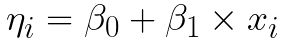 η_i = β_0 + β_1 × x_i